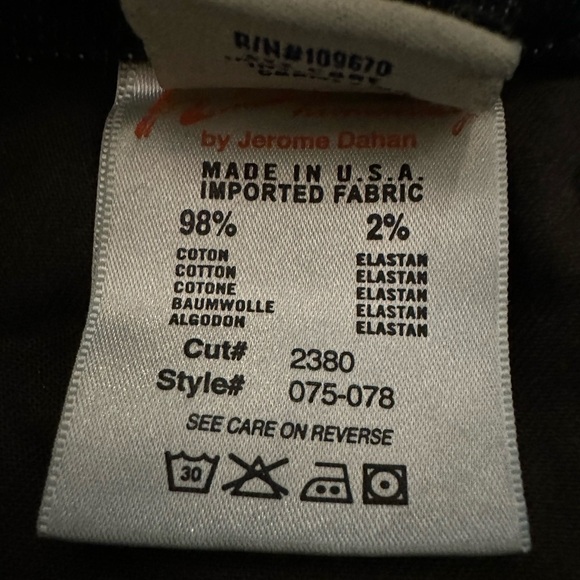 R/N#109670
by Jerome Dahan
MADE IN U.S.A.
IMPORTED FABRIC
98% 2%
COTON ELASTAN
COTTON ELASTAN
COTONE ELASTAN
BAUMWOLLE ELASTAN
ALGODON ELASTAN
Cut# 2380
Style# 075-078
SEE CARE ON REVERSE
30